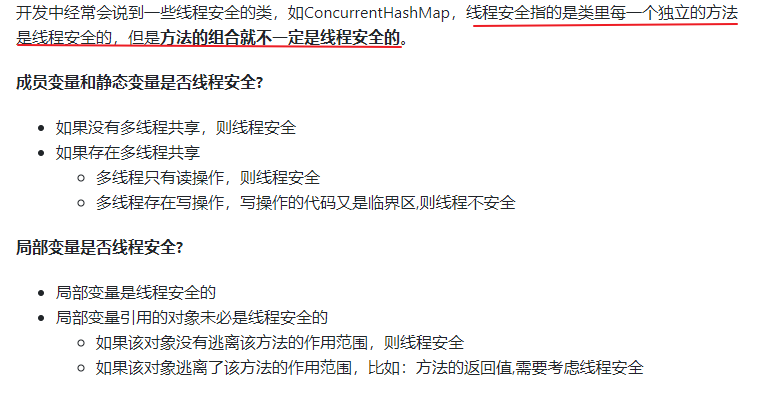 开发中经常会说到一些线程安全的类，如ConcurrentHashMap，线程安全指的是类里每一个独立的方法
是线程安全的，但是方法的组合就不一定是线程安全的。
成员变量和静态变量是否线程安全?
如果没有多线程共享，则线程安全
如果存在多线程共享
多线程只有读操作，则线程安全
多线程存在写操作，写操作的代码又是临界区,则线程不安全
局部变量是否线程安全?
局部变量是线程安全的
局部变量引用的对象未必是线程安全的
如果该对象没有逃离该方法的作用范围，则线程安全
如果该对象逃离了该方法的作用范围，比如：方法的返回值,需要考虑线程安全